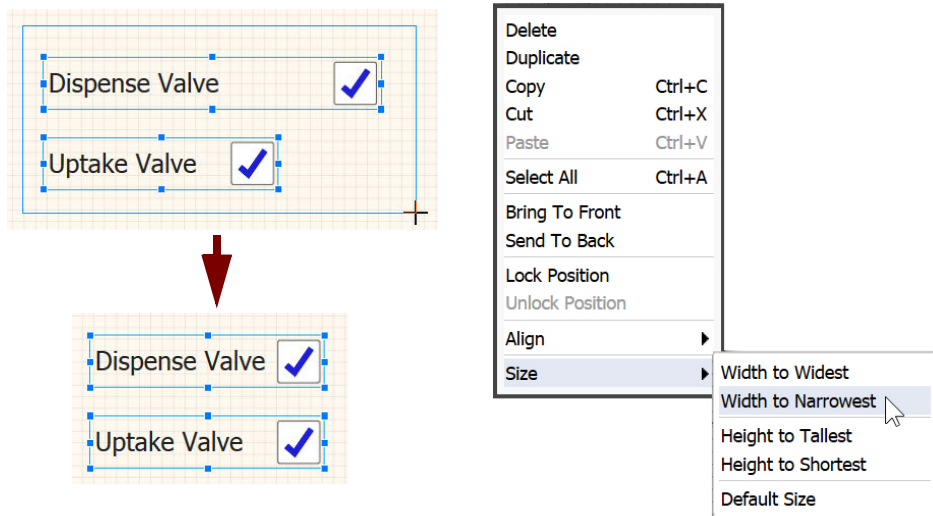 Dispense Valve
Uptake Valve
Dispense Valve
Uptake Valve
Delete
Duplicate
Copy Ctrl+C
Cut Ctrl+X
Paste Ctrl+V
Select All Ctrl+A
Bring To Front
Send To Back
Lock Position
Unlock Position
Align
Size
Width to Widest
Width to Narrowest
Height to Tallest
Height to Shortest
Default Size